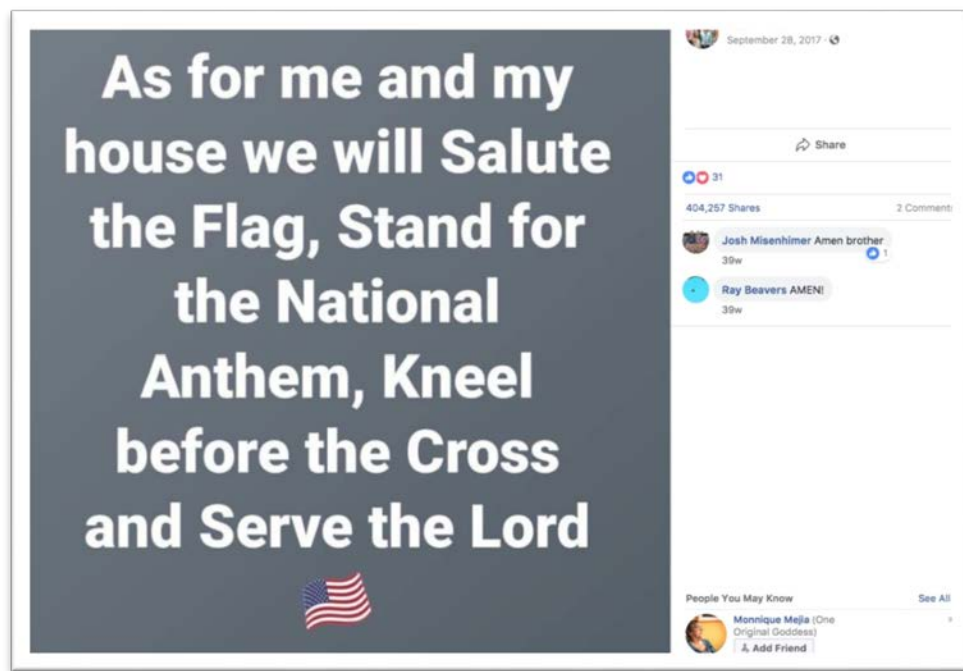 As for me and my
house we will Salute
the Flag, Stand for
the National
Anthem, Kneel
before the Cross
and Serve the Lord
September 28, 2017
Share
31
404,257 Shares
2 Comments
Josh Misenhimer Amen brother
1
39w
Ray Beavers AMEN!
39w
People You May Know
See All
Monnique Mejia (One
Original Goddess)
Add Friend